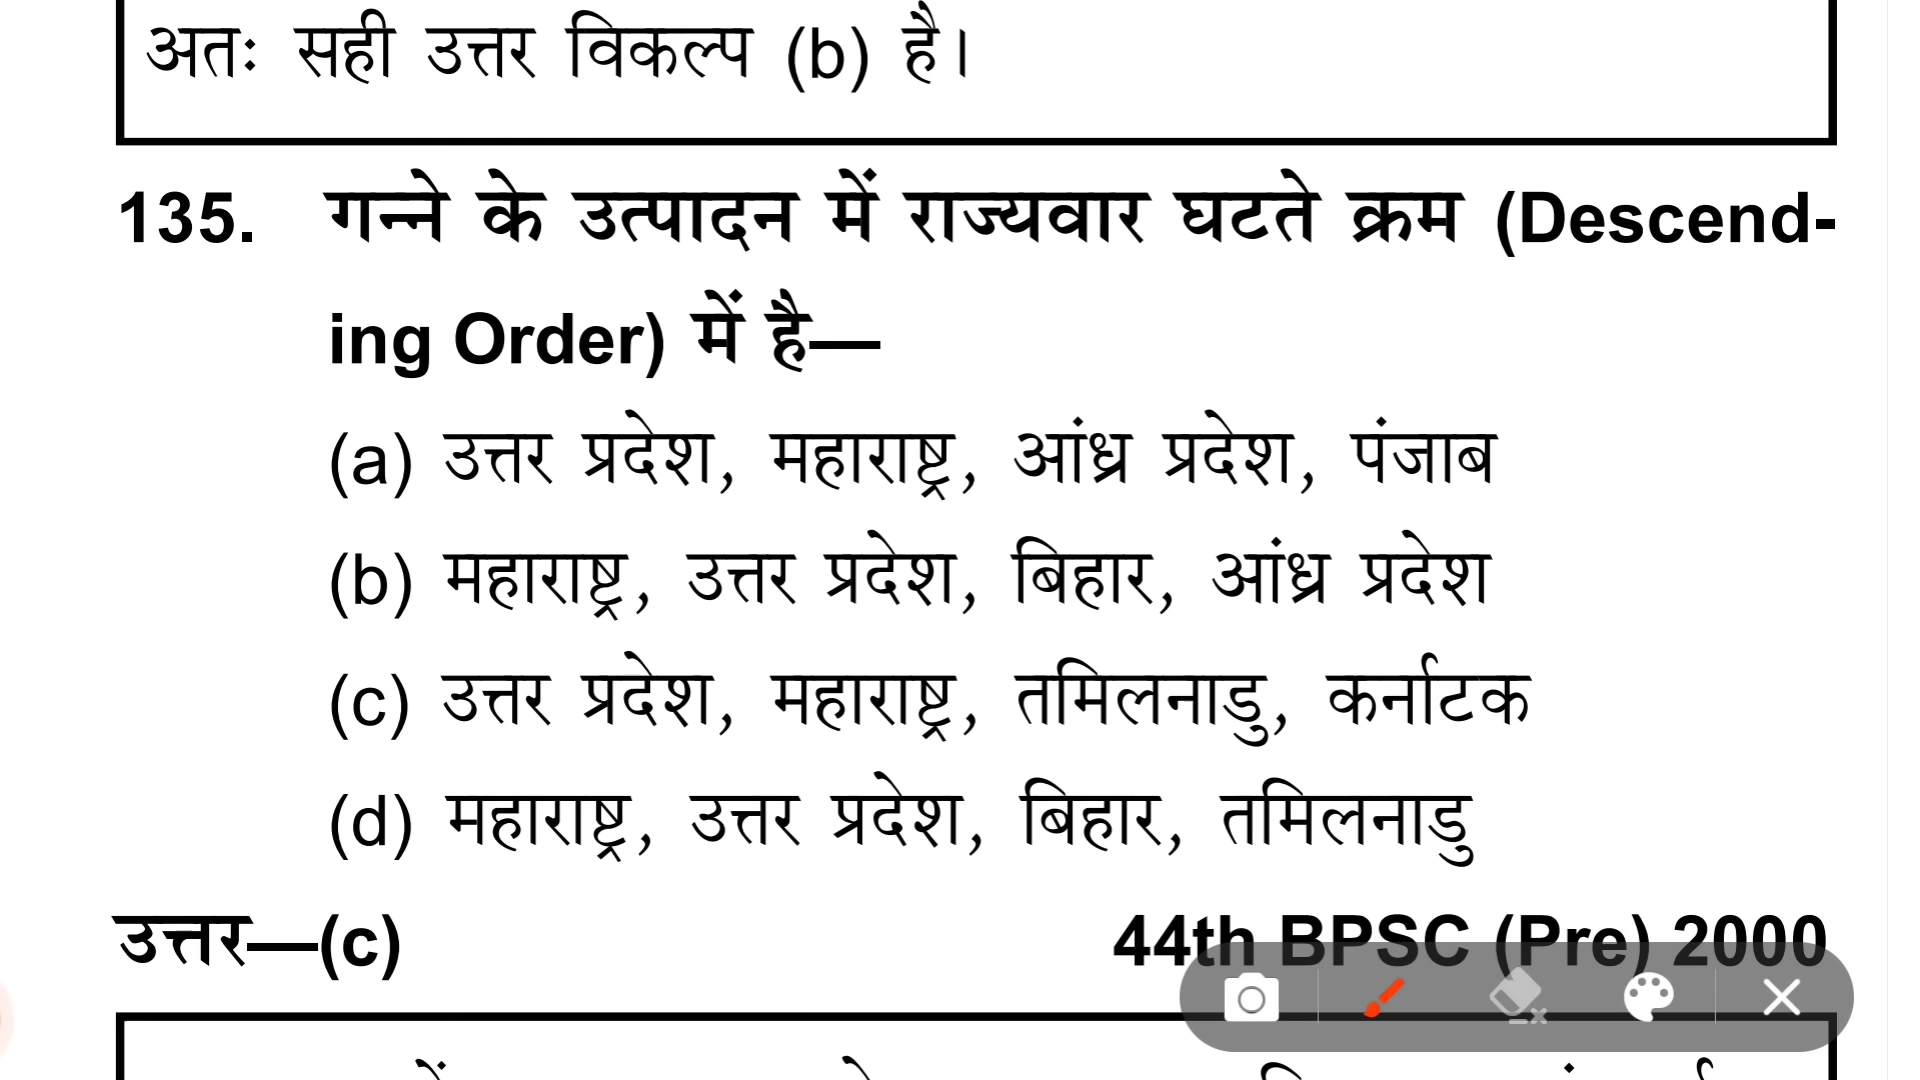 अतः सही उत्तर विकल्प (b) है।
135. गन्ने के उत्पादन में राज्यवार घटते क्रम (Descend-
ing Order) में है—
(a) उत्तर प्रदेश, महाराष्ट्र, आंध्र प्रदेश, पंजाब
(b) महाराष्ट्र, उत्तर प्रदेश, बिहार, आंध्र प्रदेश
(c) उत्तर प्रदेश, महाराष्ट्र, तमिलनाडु, कर्नाटक
(d) महाराष्ट्र, उत्तर प्रदेश, बिहार, तमिलनाडु
उत्तर—(c) 44th BPSC (Pre) 2000